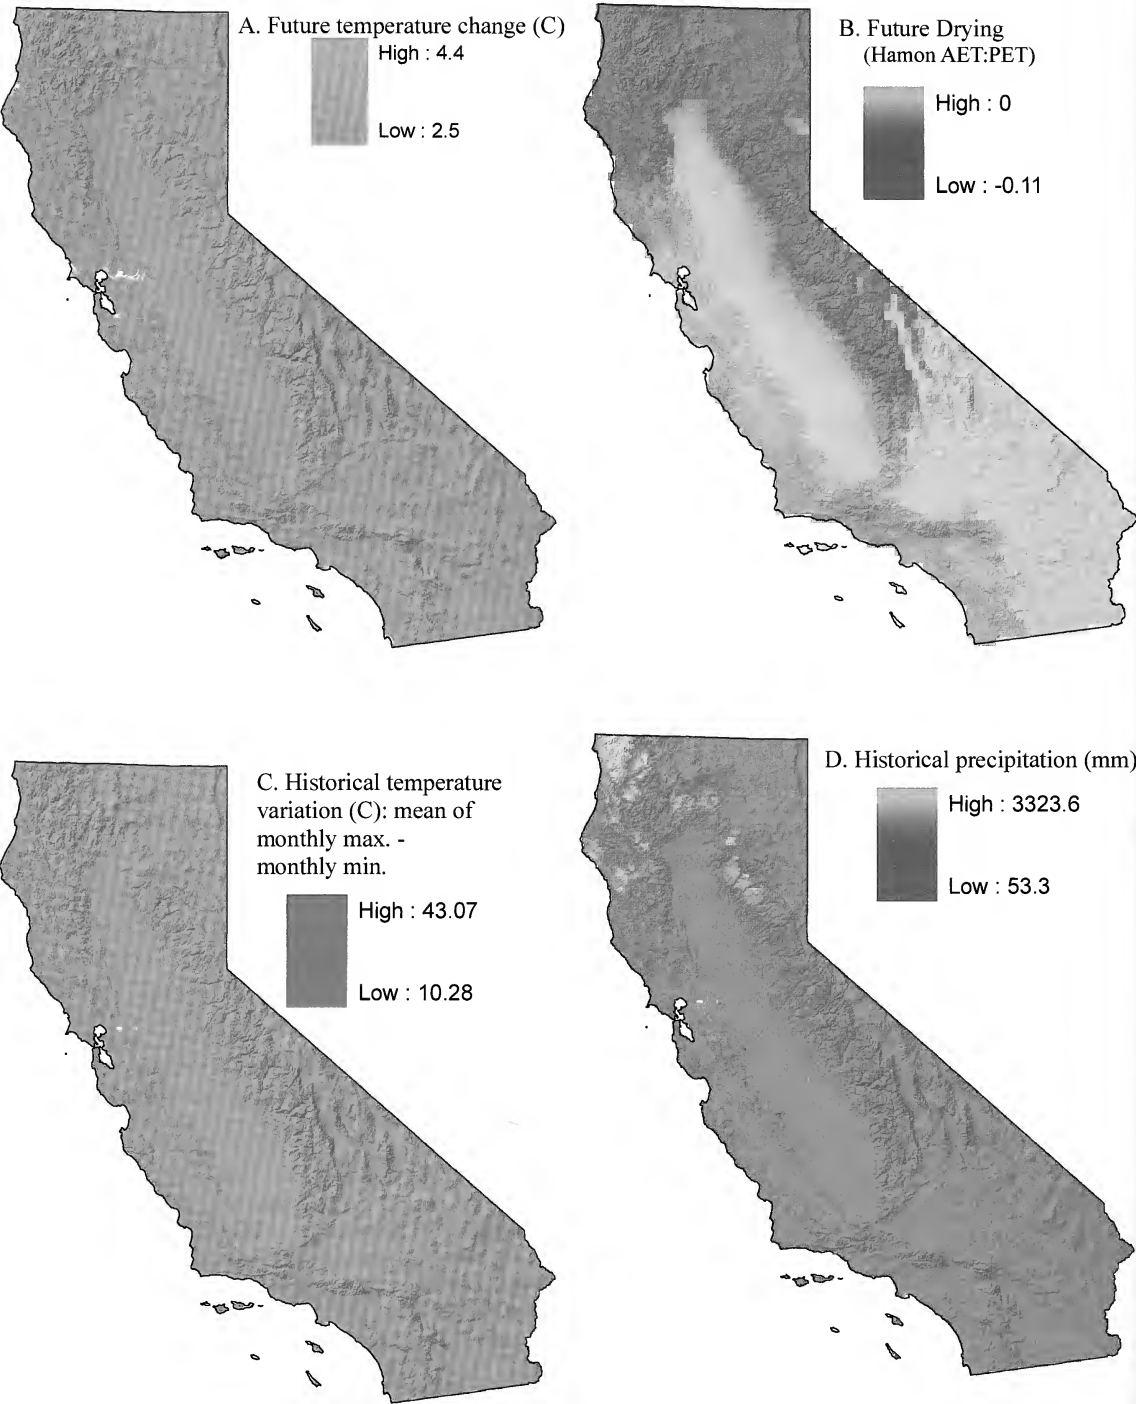 A. Future temperature change (C)
High : 4.4
Low : 2.5
B. Future Drying
(Hamon AET:PET)
High : 0
Low : -0.11
C. Historical temperature
variation (C): mean of
monthly max. -
monthly min.
High : 43.07
Low : 10.28
D. Historical precipitation (mm)
High : 3323.6
Low : 53.3